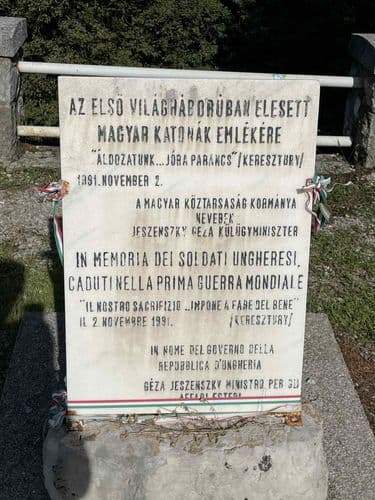 AZ ELSŐ VILÁGHÁBORÚBAN ELESETT
MAGYAR KATONÁK EMLÉKÉRE
"ÁLDOZATUNK...JÓRA PARANCS"/KERESZTURY/
1991.NOVEMBER 2.
A MAGYAR KÖZTARSASÁG KORMÁNYA
NEVÉBEN
JESZENSZKY GÉZA KÜLÜGYMINISZTER
IN MEMORIA DEI SOLDATI UNGHERESI,
CADUTI NELLA PRIMA GUERRA MONDIALE
"IL NOSTRO SACRIFIZIO ..IMPONE A FARE DEL BENE"
IL 2. NOVEMBRE 1991. /KERESZTURY/
IN NOME DEL GOVERNO DELLA
REPUBBLICA D'UNGHERIA
GÉZA JESZENSZKY MINISTRO PER GLI
AFFARI ESTERI